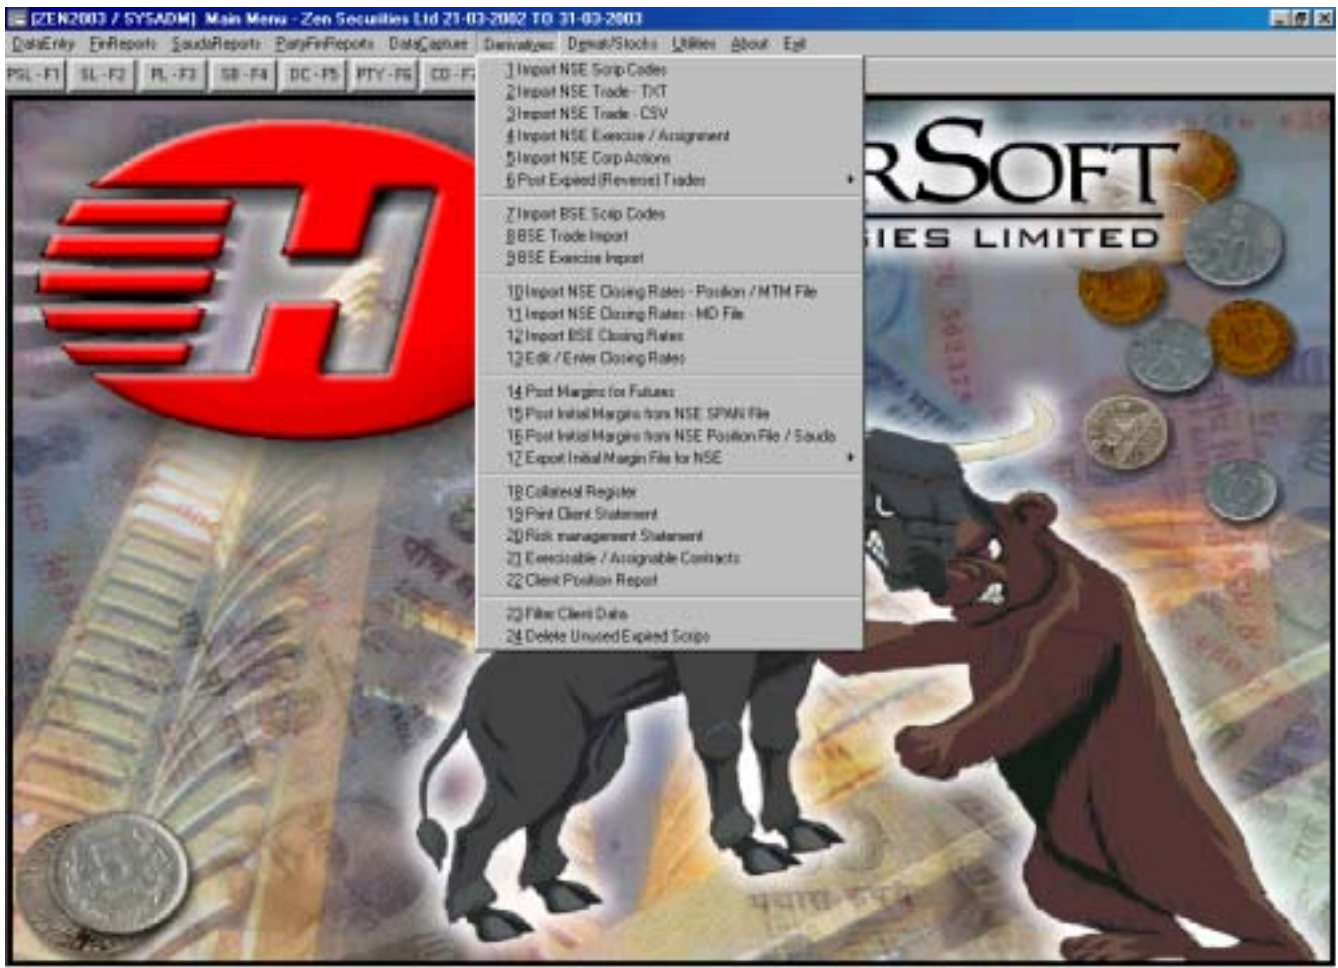 [ZEN2003 / SYSADM] Main Menu - Zen Securities Ltd 21-03-2002 TO 31-03-2003
DataEntry FinReports SaudaReports PartyFinReports DataCapture Derivatives Demat/Stocks Utilities About Exit
PSL - F1 SL - F2 PL - F3 SB - F4 DC - F5 PTY - F6 CO - F7
1 Import NSE Scrip Codes
2 Import NSE Trade - TXT
3 Import NSE Trade - CSV
4 Import NSE Exercise / Assignment
5 Import NSE Corp Actions
6 Post Expired (Reverse) Trades
7 Import BSE Scrip Codes
8 BSE Trade Import
9 BSE Exercise Import
10 Import NSE Closing Rates - Position / MTM File
11 Import NSE Closing Rates - MD File
12 Import BSE Closing Rates
13 Edit / Enter Closing Rates
14 Post Margins for Futures
15 Post Initial Margins from NSE SPAN File
16 Post Initial Margins from NSE Position File / Sauda
17 Export Initial Margin File for NSE
18 Collateral Register
19 Print Client Statement
20 Risk management Statement
21 Exercisable / Assignable Contracts
22 Client Position Report
23 Filter Client Data
24 Delete Unused Expired Scrips
H
RSOFT
IES LIMITED
50
25
पचास रुपये